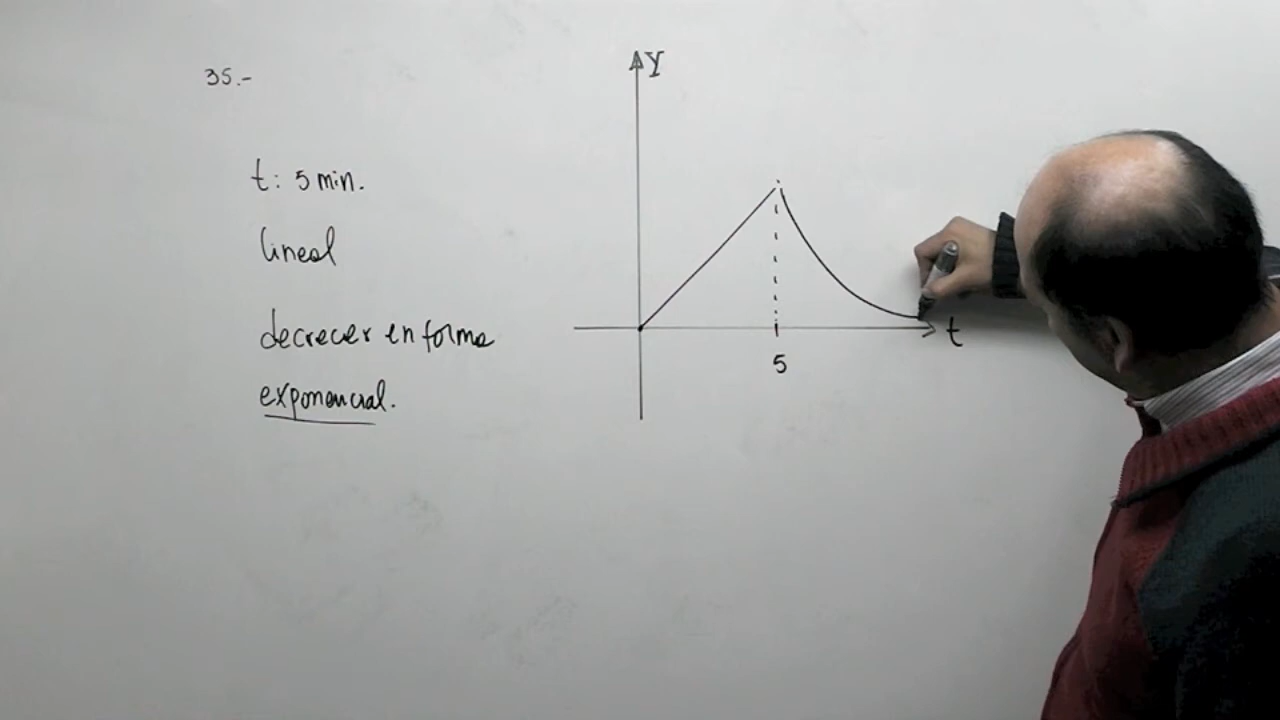 35.-
t: 5 min.
lineal
decrecer en forma
exponencial.
Y
t
5